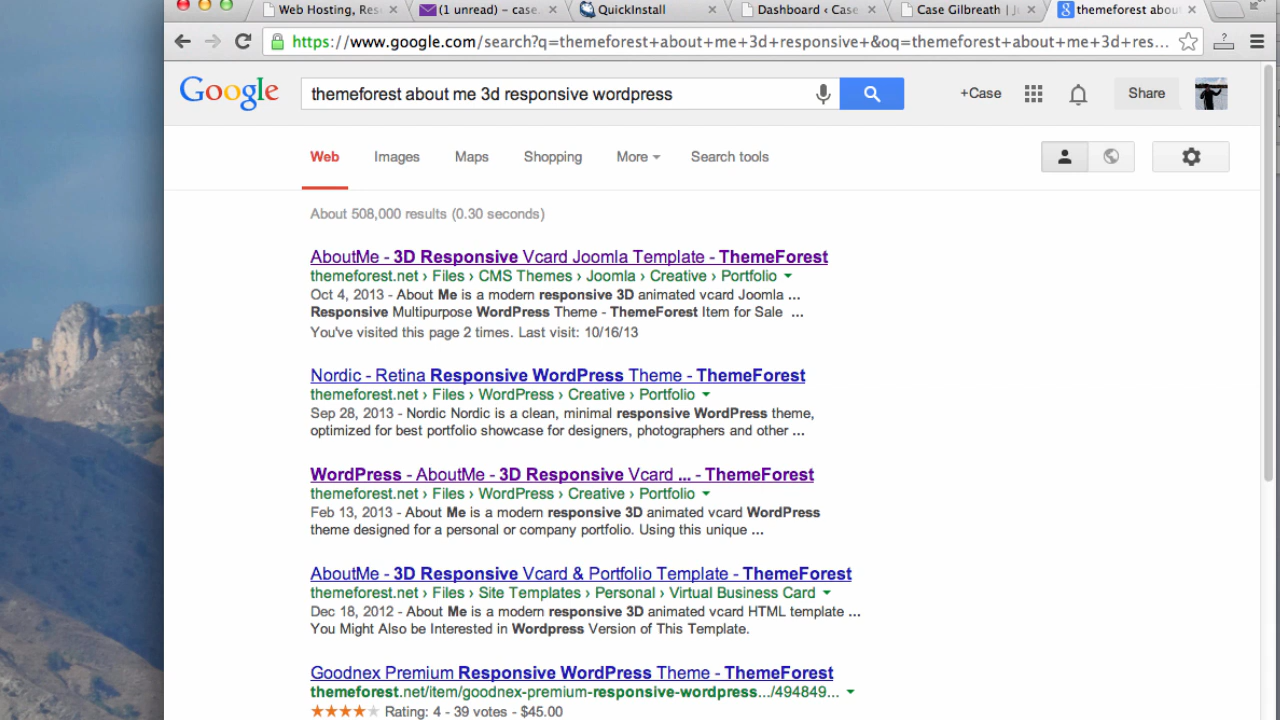 Web Hosting, Res
(1 unread) – case.
QuickInstall
Dashboard ‹ Case
Case Gilbreath | Ju
themeforest abou
https://www.google.com/search?q=themeforest+about+me+3d+responsive+&oq=themeforest+about+me+3d+res...
Google
themeforest about me 3d responsive wordpress
+Case
Share
Web
Images
Maps
Shopping
More
Search tools
About 508,000 results (0.30 seconds)
AboutMe - 3D Responsive Vcard Joomla Template - ThemeForest
themeforest.net › Files › CMS Themes › Joomla › Creative › Portfolio
Oct 4, 2013 - About Me is a modern responsive 3D animated vcard Joomla ...
Responsive Multipurpose WordPress Theme - ThemeForest Item for Sale ...
You've visited this page 2 times. Last visit: 10/16/13
Nordic - Retina Responsive WordPress Theme - ThemeForest
themeforest.net › Files › WordPress › Creative › Portfolio
Sep 28, 2013 - Nordic Nordic is a clean, minimal responsive WordPress theme,
optimized for best portfolio showcase for designers, photographers and other ...
WordPress - AboutMe - 3D Responsive Vcard ... - ThemeForest
themeforest.net › Files › WordPress › Creative › Portfolio
Feb 13, 2013 - About Me is a modern responsive 3D animated vcard WordPress
theme designed for a personal or company portfolio. Using this unique ...
AboutMe - 3D Responsive Vcard & Portfolio Template - ThemeForest
themeforest.net › Files › Site Templates › Personal › Virtual Business Card
Dec 18, 2012 - About Me is a modern responsive 3D animated vcard HTML template ...
You Might Also be Interested in Wordpress Version of This Template.
Goodnex Premium Responsive WordPress Theme - ThemeForest
themeforest.net/item/goodnex-premium-responsive-wordpress.../494849...
Rating: 4 - 39 votes - $45.00